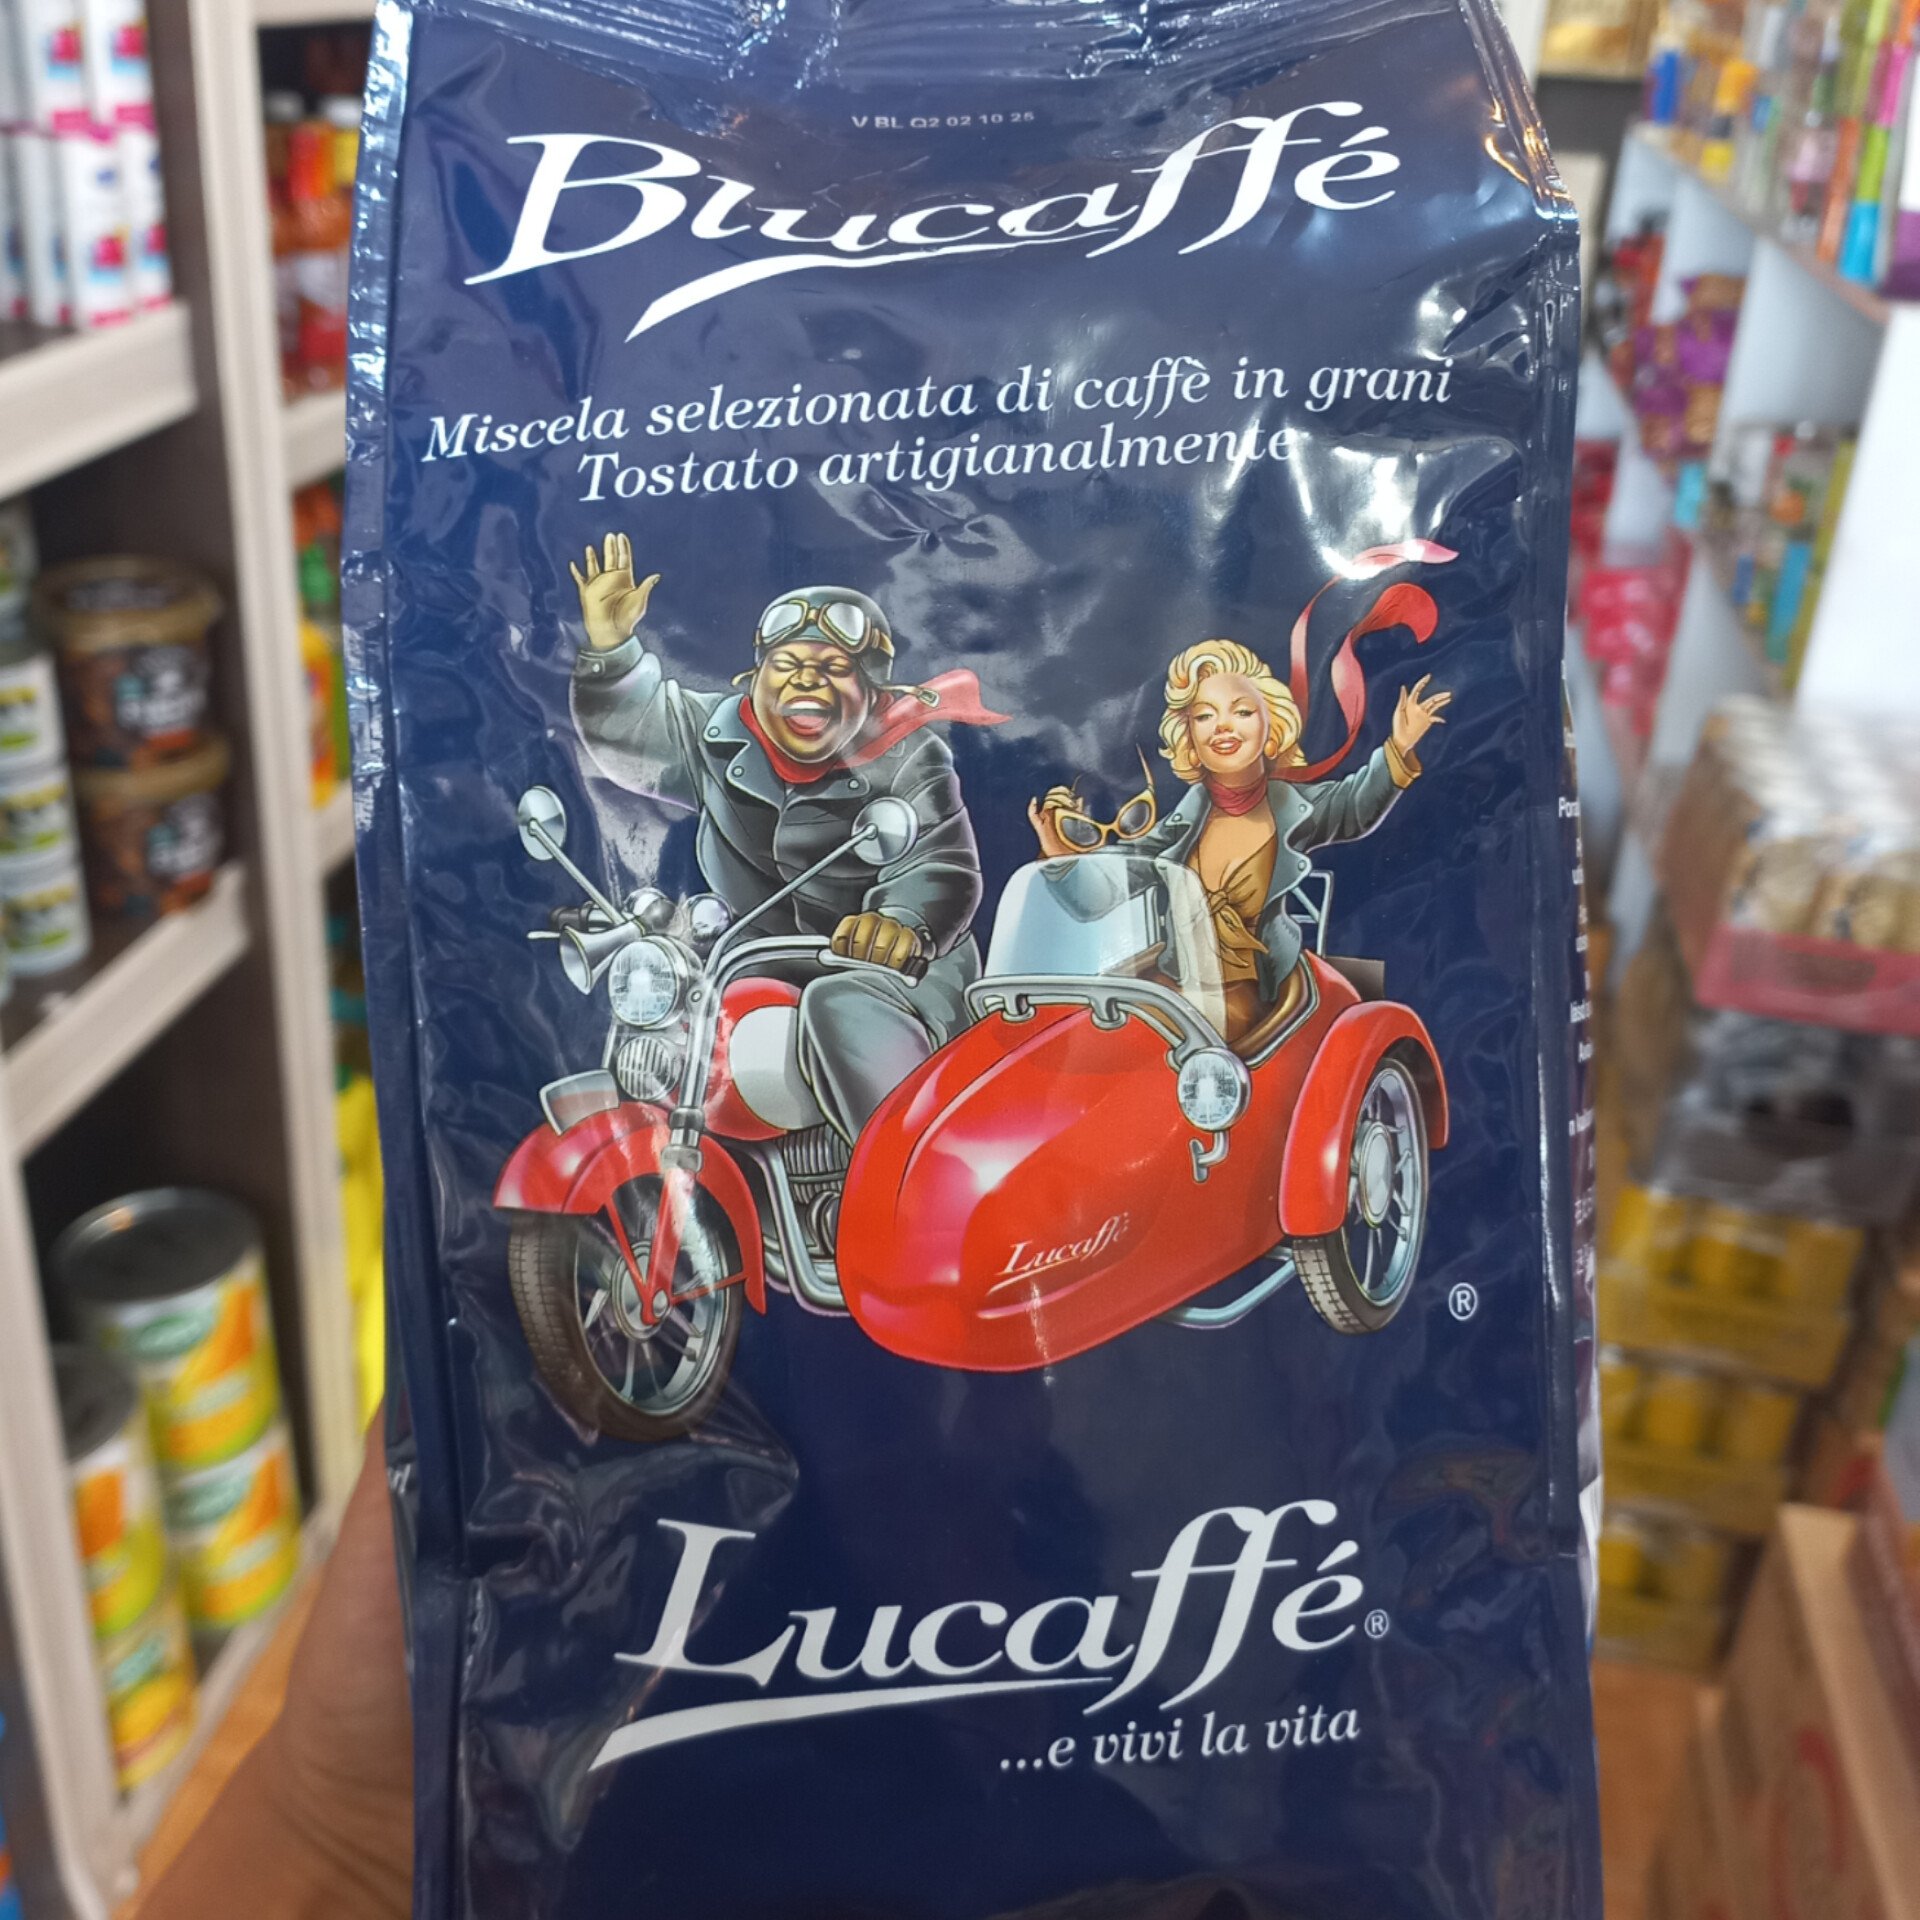 V BL Q2 02 10 25
Blucaffé
Miscela selezionata di caffè in grani
Tostato artigianalmente
Lucaffé
®
Lucaffé®
...e vivi la vita